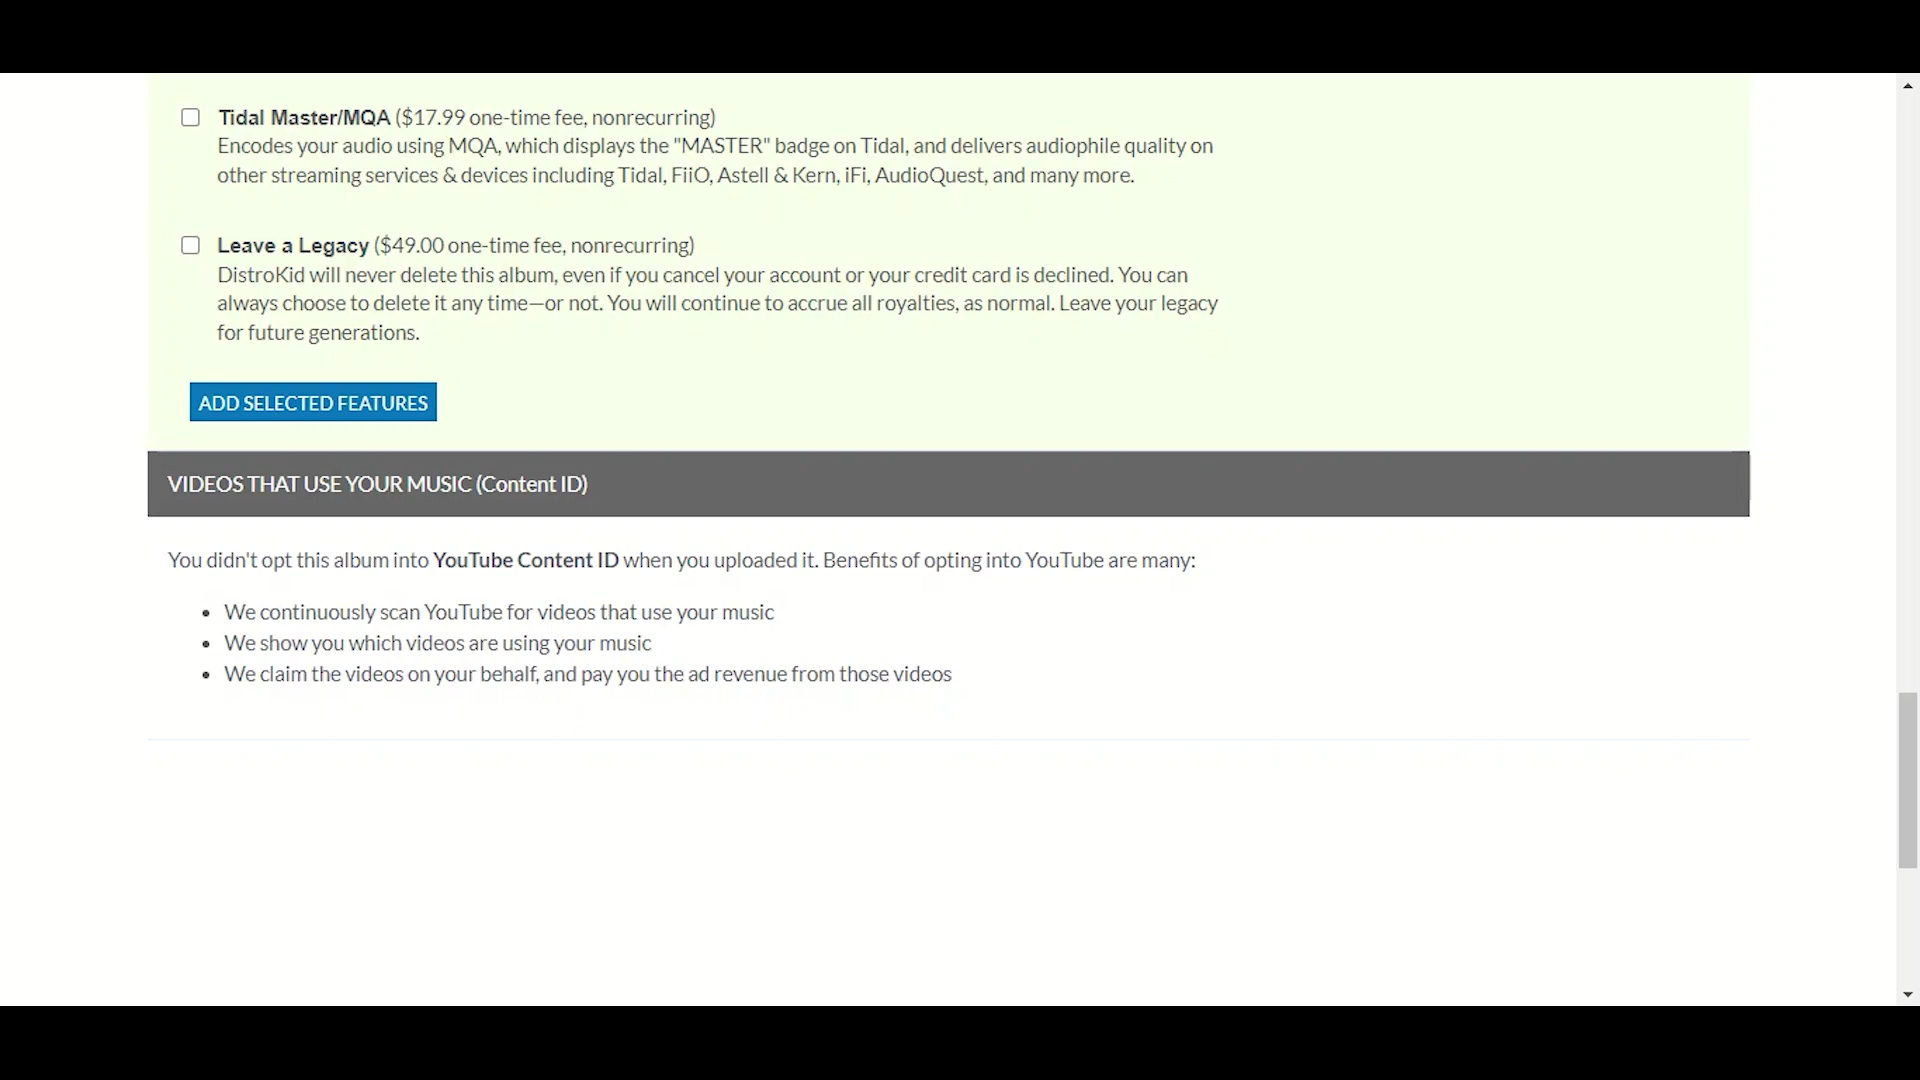 Tidal Master/MQA ($17.99 one-time fee, nonrecurring)
Encodes your audio using MQA, which displays the "MASTER" badge on Tidal, and delivers audiophile quality on
other streaming services & devices including Tidal, FiiO, Astell & Kern, iFi, AudioQuest, and many more.
Leave a Legacy ($49.00 one-time fee, nonrecurring)
DistroKid will never delete this album, even if you cancel your account or your credit card is declined. You can
always choose to delete it any time—or not. You will continue to accrue all royalties, as normal. Leave your legacy
for future generations.
ADD SELECTED FEATURES
VIDEOS THAT USE YOUR MUSIC (Content ID)
You didn't opt this album into YouTube Content ID when you uploaded it. Benefits of opting into YouTube are many:
• We continuously scan YouTube for videos that use your music
• We show you which videos are using your music
• We claim the videos on your behalf, and pay you the ad revenue from those videos